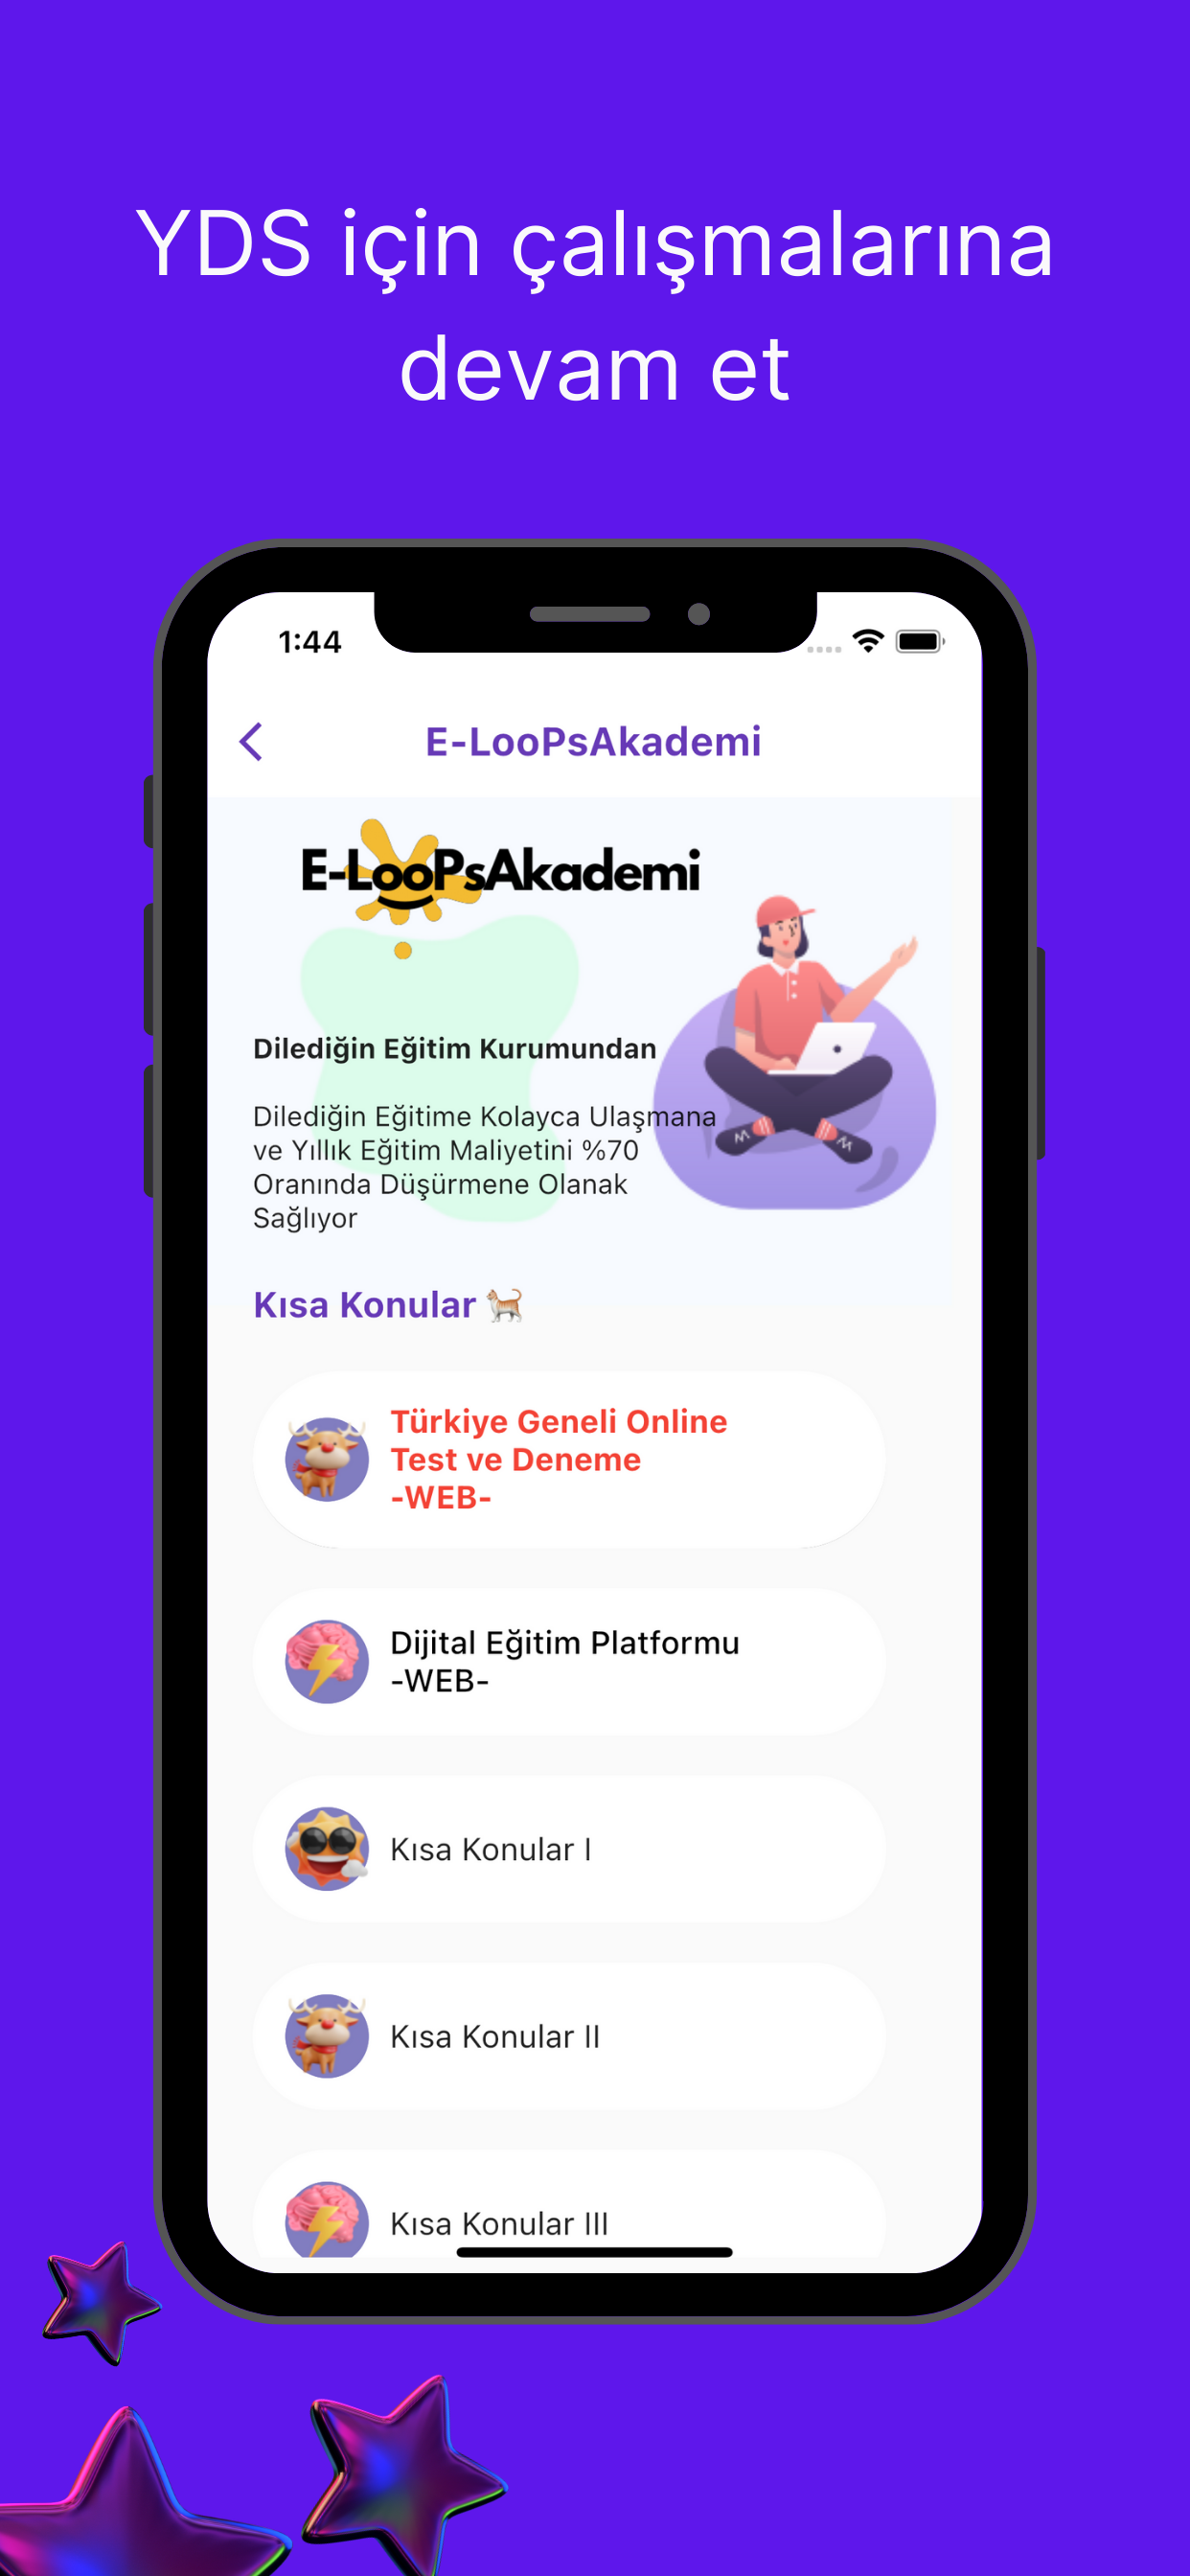 YDS için çalışmalarına
devam et
1:44
E-LooPsAkademi
E-LooPsAkademi
Dilediğin Eğitim Kurumundan
Dilediğin Eğitime Kolayca Ulaşmana
ve Yıllık Eğitim Maliyetini %70
Oranında Düşürmene Olanak
Sağlıyor
Kısa Konular 🐈
Türkiye Geneli Online
Test ve Deneme
-WEB-
Dijital Eğitim Platformu
-WEB-
Kısa Konular I
Kısa Konular II
Kısa Konular III